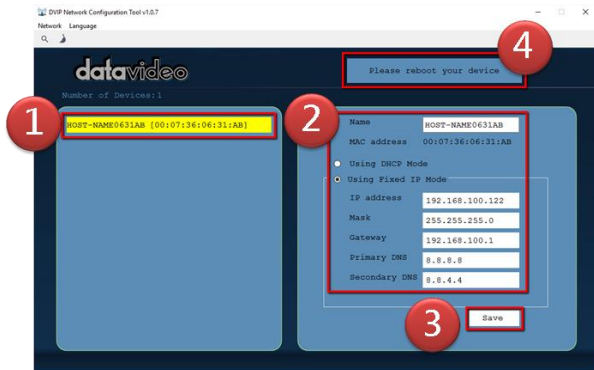 DVIP Network Configuration Tool v1.0.7
Network Language
datavideo
Please reboot your device
4
Number of Devices:1
1
HOST-NAME0631AB [00:07:36:06:31:AB]
2
Name HOST-NAME0631AB
MAC address 00:07:36:06:31:AB
Using DHCP Mode
Using Fixed IP Mode
IP address 192.168.100.122
Mask 255.255.255.0
Gateway 192.168.100.1
Primary DNS 8.8.8.8
Secondary DNS 8.8.4.4
3
Save